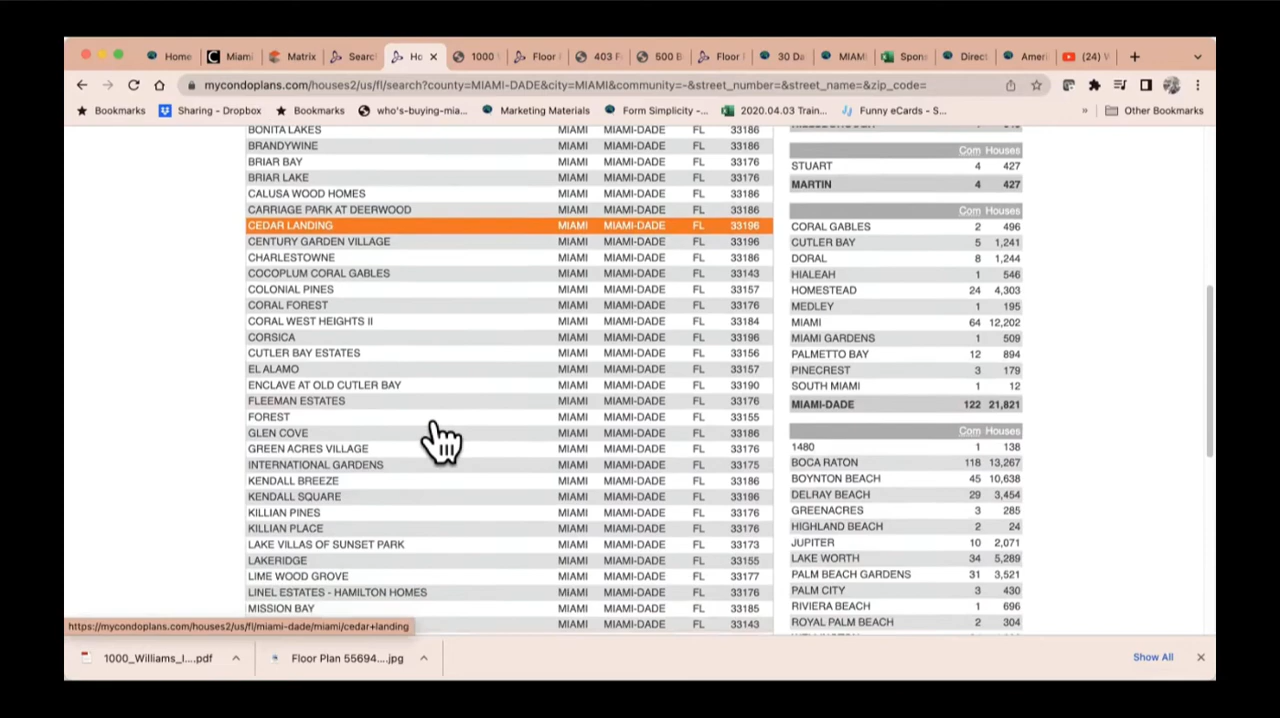 Home Miami Matrix Searc Ho 1000 Floor 403 F 500 B Floor 30 Da MIAM Spons Direct Ameri (24)
mycondoplans.com/houses2/us/fl/search?county=MIAMI-DADE&city=MIAMI&community=-&street_number=&street_name=&zip_code=
Bookmarks Sharing - Dropbox Bookmarks who's-buying-mia... Marketing Materials Form Simplicity -... 2020.04.03 Train... Funny eCards - S... » Other Bookmarks
BONITA LAKES MIAMI MIAMI-DADE FL 33186
BRANDYWINE MIAMI MIAMI-DADE FL 33186
BRIAR BAY MIAMI MIAMI-DADE FL 33176
BRIAR LAKE MIAMI MIAMI-DADE FL 33176
CALUSA WOOD HOMES MIAMI MIAMI-DADE FL 33186
CARRIAGE PARK AT DEERWOOD MIAMI MIAMI-DADE FL 33186
CEDAR LANDING MIAMI MIAMI-DADE FL 33196
CENTURY GARDEN VILLAGE MIAMI MIAMI-DADE FL 33196
CHARLESTOWNE MIAMI MIAMI-DADE FL 33186
COCOPLUM CORAL GABLES MIAMI MIAMI-DADE FL 33143
COLONIAL PINES MIAMI MIAMI-DADE FL 33157
CORAL FOREST MIAMI MIAMI-DADE FL 33176
CORAL WEST HEIGHTS II MIAMI MIAMI-DADE FL 33184
CORSICA MIAMI MIAMI-DADE FL 33196
CUTLER BAY ESTATES MIAMI MIAMI-DADE FL 33156
EL ALAMO MIAMI MIAMI-DADE FL 33157
ENCLAVE AT OLD CUTLER BAY MIAMI MIAMI-DADE FL 33190
FLEEMAN ESTATES MIAMI MIAMI-DADE FL 33176
FOREST MIAMI MIAMI-DADE FL 33155
GLEN COVE MIAMI MIAMI-DADE FL 33186
GREEN ACRES VILLAGE MIAMI MIAMI-DADE FL 33176
INTERNATIONAL GARDENS MIAMI MIAMI-DADE FL 33175
KENDALL BREEZE MIAMI MIAMI-DADE FL 33186
KENDALL SQUARE MIAMI MIAMI-DADE FL 33196
KILLIAN PINES MIAMI MIAMI-DADE FL 33176
KILLIAN PLACE MIAMI MIAMI-DADE FL 33176
LAKE VILLAS OF SUNSET PARK MIAMI MIAMI-DADE FL 33173
LAKERIDGE MIAMI MIAMI-DADE FL 33155
LIME WOOD GROVE MIAMI MIAMI-DADE FL 33177
LINEL ESTATES - HAMILTON HOMES MIAMI MIAMI-DADE FL 33176
MISSION BAY MIAMI MIAMI-DADE FL 33185
MIAMI MIAMI-DADE FL 33143
Com Houses
STUART 4 427
MARTIN 4 427
Com Houses
CORAL GABLES 2 496
CUTLER BAY 5 1,241
DORAL 8 1,244
HIALEAH 1 546
HOMESTEAD 24 4,303
MEDLEY 1 195
MIAMI 64 12,202
MIAMI GARDENS 1 509
PALMETTO BAY 12 894
PINECREST 3 179
SOUTH MIAMI 1 12
MIAMI-DADE 122 21,821
Com Houses
1480 1 138
BOCA RATON 118 13,267
BOYNTON BEACH 45 10,638
DELRAY BEACH 29 3,454
GREENACRES 3 285
HIGHLAND BEACH 2 24
JUPITER 10 2,071
LAKE WORTH 34 5,289
PALM BEACH GARDENS 31 3,521
PALM CITY 3 430
RIVIERA BEACH 1 696
ROYAL PALM BEACH 2 304
https://mycondoplans.com/houses2/us/fl/miami-dade/miami/cedar+landing
1000_Williams_I....pdf Floor Plan 55694....jpg Show All